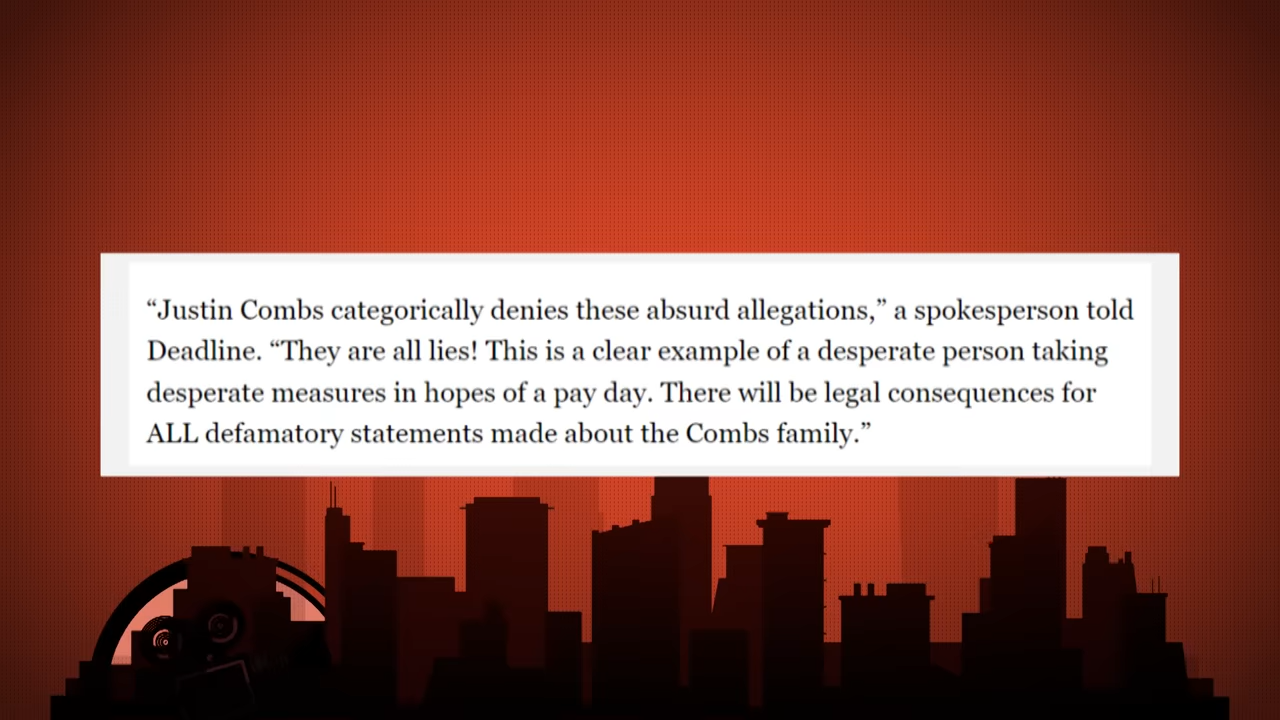 “Justin Combs categorically denies these absurd allegations,” a spokesperson told
Deadline. “They are all lies! This is a clear example of a desperate person taking
desperate measures in hopes of a pay day. There will be legal consequences for
ALL defamatory statements made about the Combs family.”